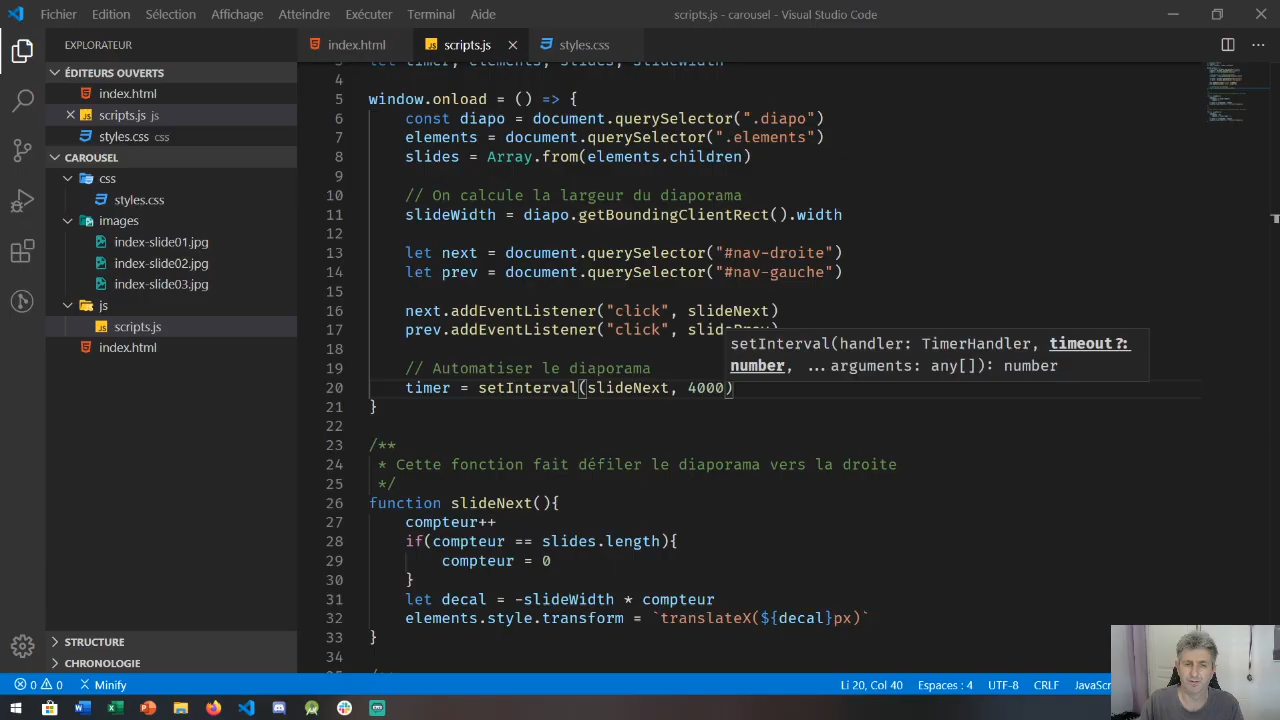 Fichier Edition Sélection Affichage Atteindre Exécuter Terminal Aide
scripts.js - carousel - Visual Studio Code
EXPLORATEUR
ÉDITEURS OUVERTS
index.html
scripts.js js
styles.css css
CAROUSEL
css
styles.css
images
index-slide01.jpg
index-slide02.jpg
index-slide03.jpg
js
scripts.js
index.html
STRUCTURE
CHRONOLOGIE
index.html
scripts.js
styles.css
3 let timer, elements, slides, slideWidth
4
5 window.onload = () => {
6 const diapo = document.querySelector(".diapo")
7 elements = document.querySelector(".elements")
8 slides = Array.from(elements.children)
9
10 // On calcule la largeur du diaporama
11 slideWidth = diapo.getBoundingClientRect().width
12
13 let next = document.querySelector("#nav-droite")
14 let prev = document.querySelector("#nav-gauche")
15
16 next.addEventListener("click", slideNext)
17 prev.addEventListener("click", slidePrev)
18
setInterval(handler: TimerHandler, timeout?:
number, ...arguments: any[]): number
19 // Automatiser le diaporama
20 timer = setInterval(slideNext, 4000)
21 }
22
23 /**
24 * Cette fonction fait défiler le diaporama vers la droite
25 */
26 function slideNext(){
27 compteur++
28 if(compteur == slides.length){
29 compteur = 0
30 }
31 let decal = -slideWidth * compteur
32 elements.style.transform = `translateX(${decal}px)`
33 }
34
0 0 Minify
Li 20, Col 40 Espaces : 4 UTF-8 CRLF JavaScr